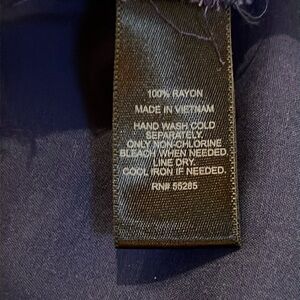 100% RAYON
MADE IN VIETNAM
HAND WASH COLD
SEPARATELY.
ONLY NON-CHLORINE
BLEACH WHEN NEEDED.
LINE DRY.
COOL IRON IF NEEDED.
RN# 55285